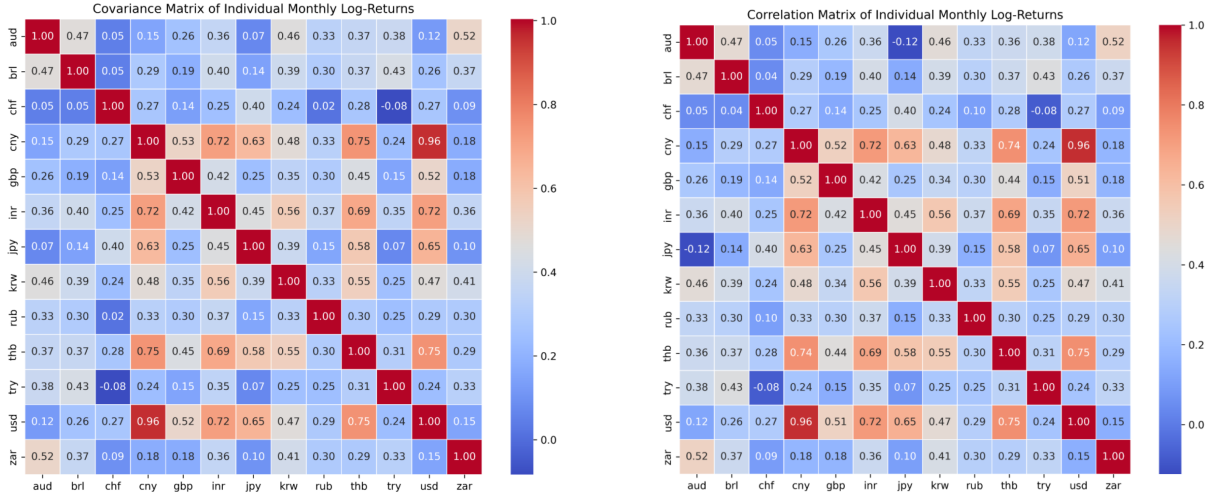 Covariance Matrix of Individual Monthly Log-Returns
aud 1.00 0.47 0.05 0.15 0.26 0.36 0.07 0.46 0.33 0.37 0.38 0.12 0.52
brl 0.47 1.00 0.05 0.29 0.19 0.40 0.14 0.39 0.30 0.37 0.43 0.26 0.37
chf 0.05 0.05 1.00 0.27 0.14 0.25 0.40 0.24 0.02 0.28 -0.08 0.27 0.09
cny 0.15 0.29 0.27 1.00 0.53 0.72 0.63 0.48 0.33 0.75 0.24 0.96 0.18
gbp 0.26 0.19 0.14 0.53 1.00 0.42 0.25 0.35 0.30 0.45 0.15 0.52 0.18
inr 0.36 0.40 0.25 0.72 0.42 1.00 0.45 0.56 0.37 0.69 0.35 0.72 0.36
jpy 0.07 0.14 0.40 0.63 0.25 0.45 1.00 0.39 0.15 0.58 0.07 0.65 0.10
krw 0.46 0.39 0.24 0.48 0.35 0.56 0.39 1.00 0.33 0.55 0.25 0.47 0.41
rub 0.33 0.30 0.02 0.33 0.30 0.37 0.15 0.33 1.00 0.30 0.25 0.29 0.30
thb 0.37 0.37 0.28 0.75 0.45 0.69 0.58 0.55 0.30 1.00 0.31 0.75 0.29
try 0.38 0.43 -0.08 0.24 0.15 0.35 0.07 0.25 0.25 0.31 1.00 0.24 0.33
usd 0.12 0.26 0.27 0.96 0.52 0.72 0.65 0.47 0.29 0.75 0.24 1.00 0.15
zar 0.52 0.37 0.09 0.18 0.18 0.36 0.10 0.41 0.30 0.29 0.33 0.15 1.00
aud brl chf cny gbp inr jpy krw rub thb try usd zar
1.0
0.8
0.6
0.4
0.2
0.0
Correlation Matrix of Individual Monthly Log-Returns
aud 1.00 0.47 0.05 0.15 0.26 0.36 -0.12 0.46 0.33 0.36 0.38 0.12 0.52
brl 0.47 1.00 0.04 0.29 0.19 0.40 0.14 0.39 0.30 0.37 0.43 0.26 0.37
chf 0.05 0.04 1.00 0.27 0.14 0.25 0.40 0.24 0.10 0.28 -0.08 0.27 0.09
cny 0.15 0.29 0.27 1.00 0.52 0.72 0.63 0.48 0.33 0.74 0.24 0.96 0.18
gbp 0.26 0.19 0.14 0.52 1.00 0.42 0.25 0.34 0.30 0.44 0.15 0.51 0.18
inr 0.36 0.40 0.25 0.72 0.42 1.00 0.45 0.56 0.37 0.69 0.35 0.72 0.36
jpy -0.12 0.14 0.40 0.63 0.25 0.45 1.00 0.39 0.15 0.58 0.07 0.65 0.10
krw 0.46 0.39 0.24 0.48 0.34 0.56 0.39 1.00 0.33 0.55 0.25 0.47 0.41
rub 0.33 0.30 0.10 0.33 0.30 0.37 0.15 0.33 1.00 0.30 0.25 0.29 0.30
thb 0.36 0.37 0.28 0.74 0.44 0.69 0.58 0.55 0.30 1.00 0.31 0.75 0.29
try 0.38 0.43 -0.08 0.24 0.15 0.35 0.07 0.25 0.25 0.31 1.00 0.24 0.33
usd 0.12 0.26 0.27 0.96 0.51 0.72 0.65 0.47 0.29 0.75 0.24 1.00 0.15
zar 0.52 0.37 0.09 0.18 0.18 0.36 0.10 0.41 0.30 0.29 0.33 0.15 1.00
aud brl chf cny gbp inr jpy krw rub thb try usd zar
1.0
0.8
0.6
0.4
0.2
0.0